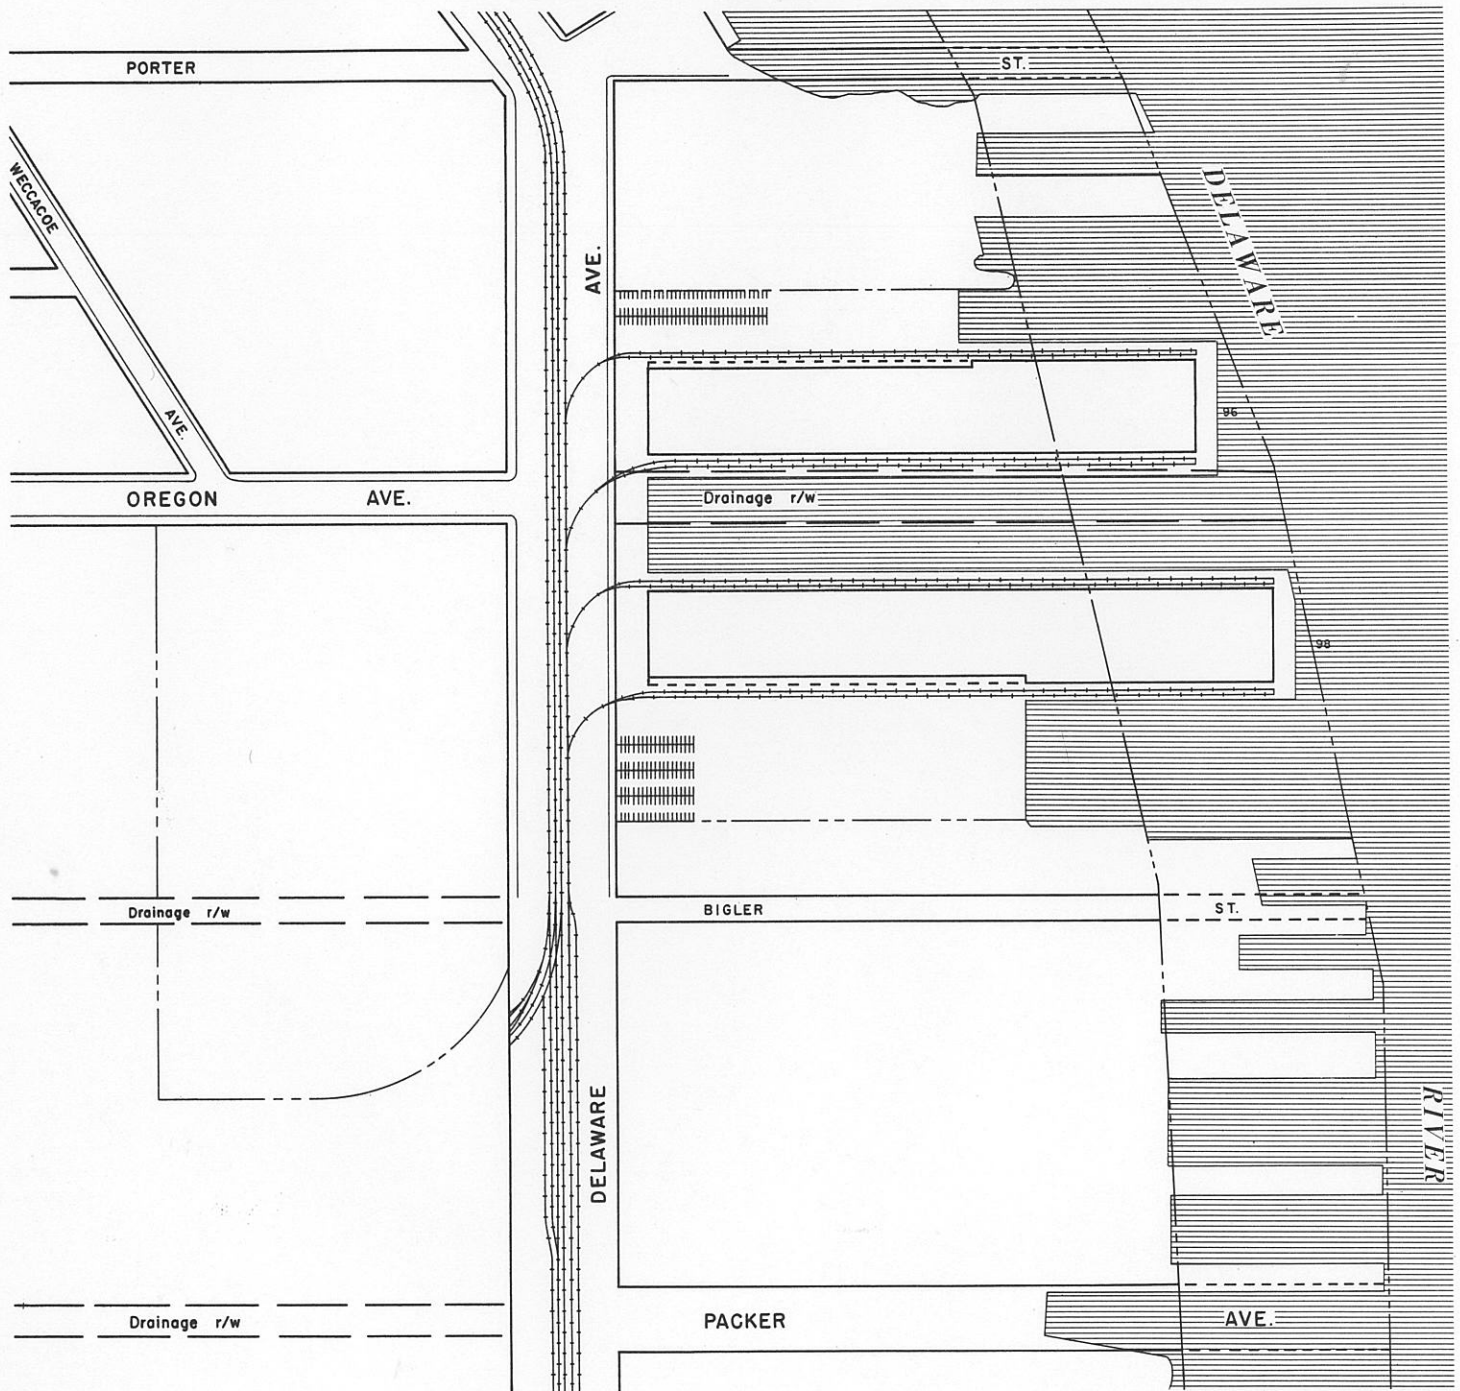 PORTER
ST.
WECCACOE
AVE.
AVE.
DELAWARE
96
OREGON AVE.
Drainage r/w
98
Drainage r/w
BIGLER
ST.
DELAWARE
RIVER
Drainage r/w
PACKER
AVE.